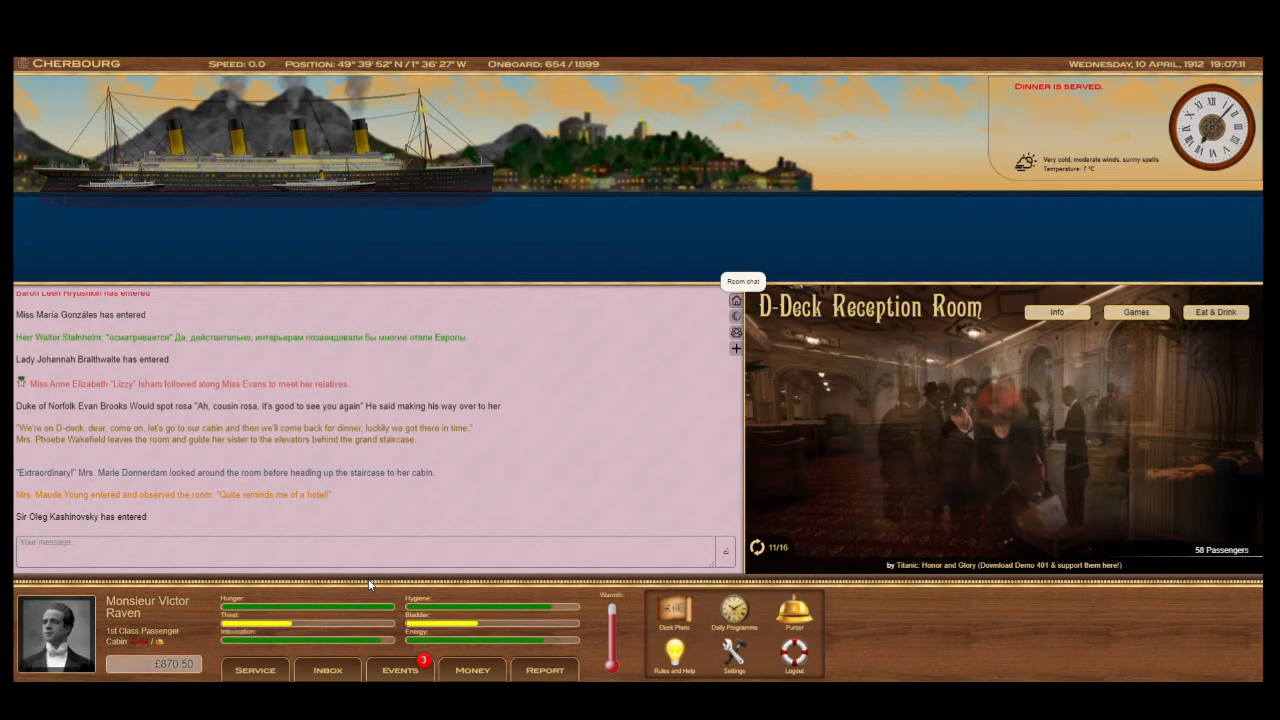 CHERBOURG
SPEED: 0.0
POSITION: 49° 39' 52" N / 1° 36' 27" W
ONBOARD: 654 / 1899
WEDNESDAY, 10 APRIL, 1912, 19:07:11
DINNER IS SERVED.
Very cold, moderate winds, sunny spells
Temperature: 7 °C
Room chat
Baron Leon Hryushkin has entered
Miss María Gonzáles has entered
Herr Walter Stalnheim: "осматривается" Да, действительно, интерьерам позавидовали бы многие отели Европы
Lady Johannah Braithwaite has entered
Miss Anne Elizabeth "Lizzy" Isham followed along Miss Evans to meet her relatives.
Duke of Norfolk Evan Brooks Would spot rosa "Ah, cousin rosa, it's good to see you again" He said making his way over to her
"We're on D-deck, dear, come on, let's go to our cabin and then we'll come back for dinner, luckily we got there in time."
Mrs. Phoebe Wakefield leaves the room and guide her sister to the elevators behind the grand staircase.
"Extraordinary!" Mrs. Marie Donnerdam looked around the room before heading up the staircase to her cabin.
Mrs. Maude Young entered and observed the room. "Quite reminds me of a hotel!"
Sir Oleg Kashinovsky has entered
Your message...
D-Deck Reception Room
Info
Games
Eat & Drink
11/16
58 Passengers
by Titanic: Honor and Glory (Download Demo 401 & support them here!)
Monsieur Victor
Raven
1st Class Passenger
Cabin
£870.50
Hunger:
Thirst:
Intoxication:
Hygiene:
Bladder:
Energy:
Warmth:
SERVICE
INBOX
EVENTS
3
MONEY
REPORT
Deck Plans
Daily Programme
Purser
Rules and Help
Settings
Logout